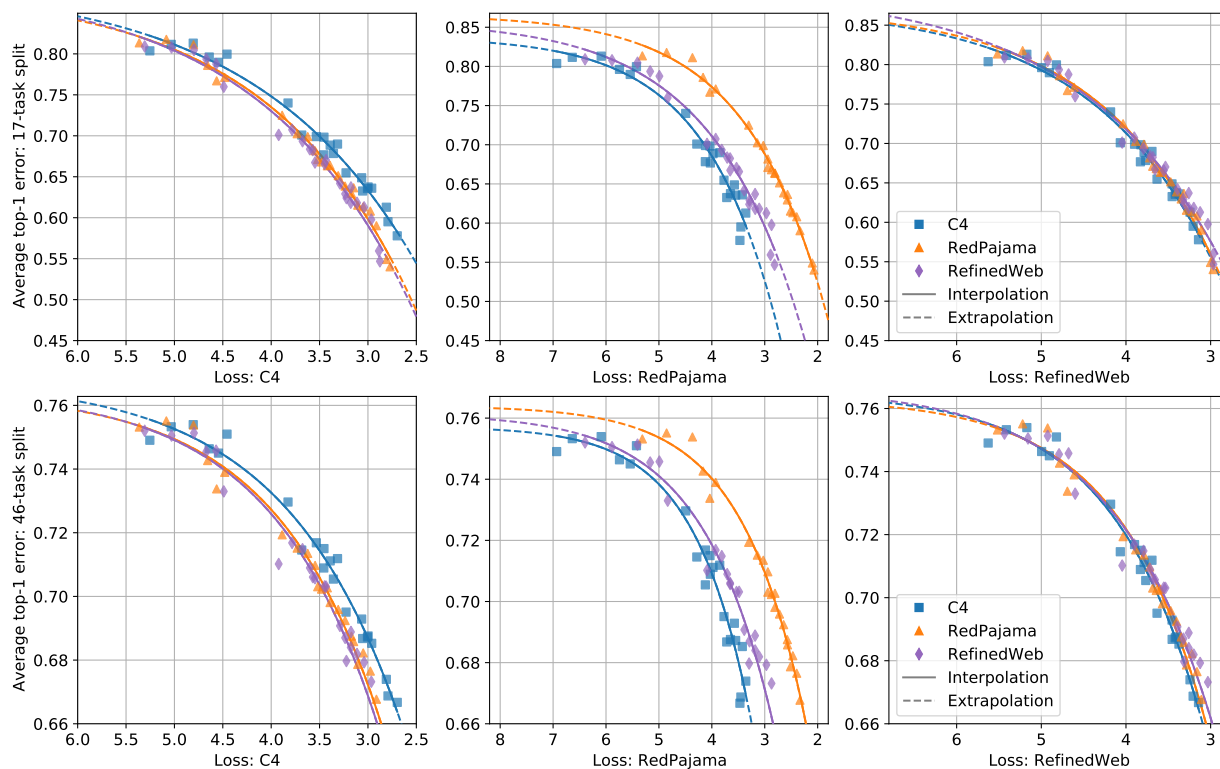 Average top-1 error: 17-task split
0.80
0.75
0.70
0.65
0.60
0.55
0.50
0.45
6.0 5.5 5.0 4.5 4.0 3.5 3.0 2.5
Loss: C4
0.85
0.80
0.75
0.70
0.65
0.60
0.55
0.50
0.45
8 7 6 5 4 3 2
Loss: RedPajama
0.85
0.80
0.75
0.70
0.65
0.60
0.55
0.50
0.45
C4
RedPajama
RefinedWeb
Interpolation
Extrapolation
6 5 4 3
Loss: RefinedWeb
Average top-1 error: 46-task split
0.76
0.74
0.72
0.70
0.68
0.66
6.0 5.5 5.0 4.5 4.0 3.5 3.0 2.5
Loss: C4
0.76
0.74
0.72
0.70
0.68
0.66
8 7 6 5 4 3 2
Loss: RedPajama
0.76
0.74
0.72
0.70
0.68
0.66
C4
RedPajama
RefinedWeb
Interpolation
Extrapolation
6 5 4 3
Loss: RefinedWeb